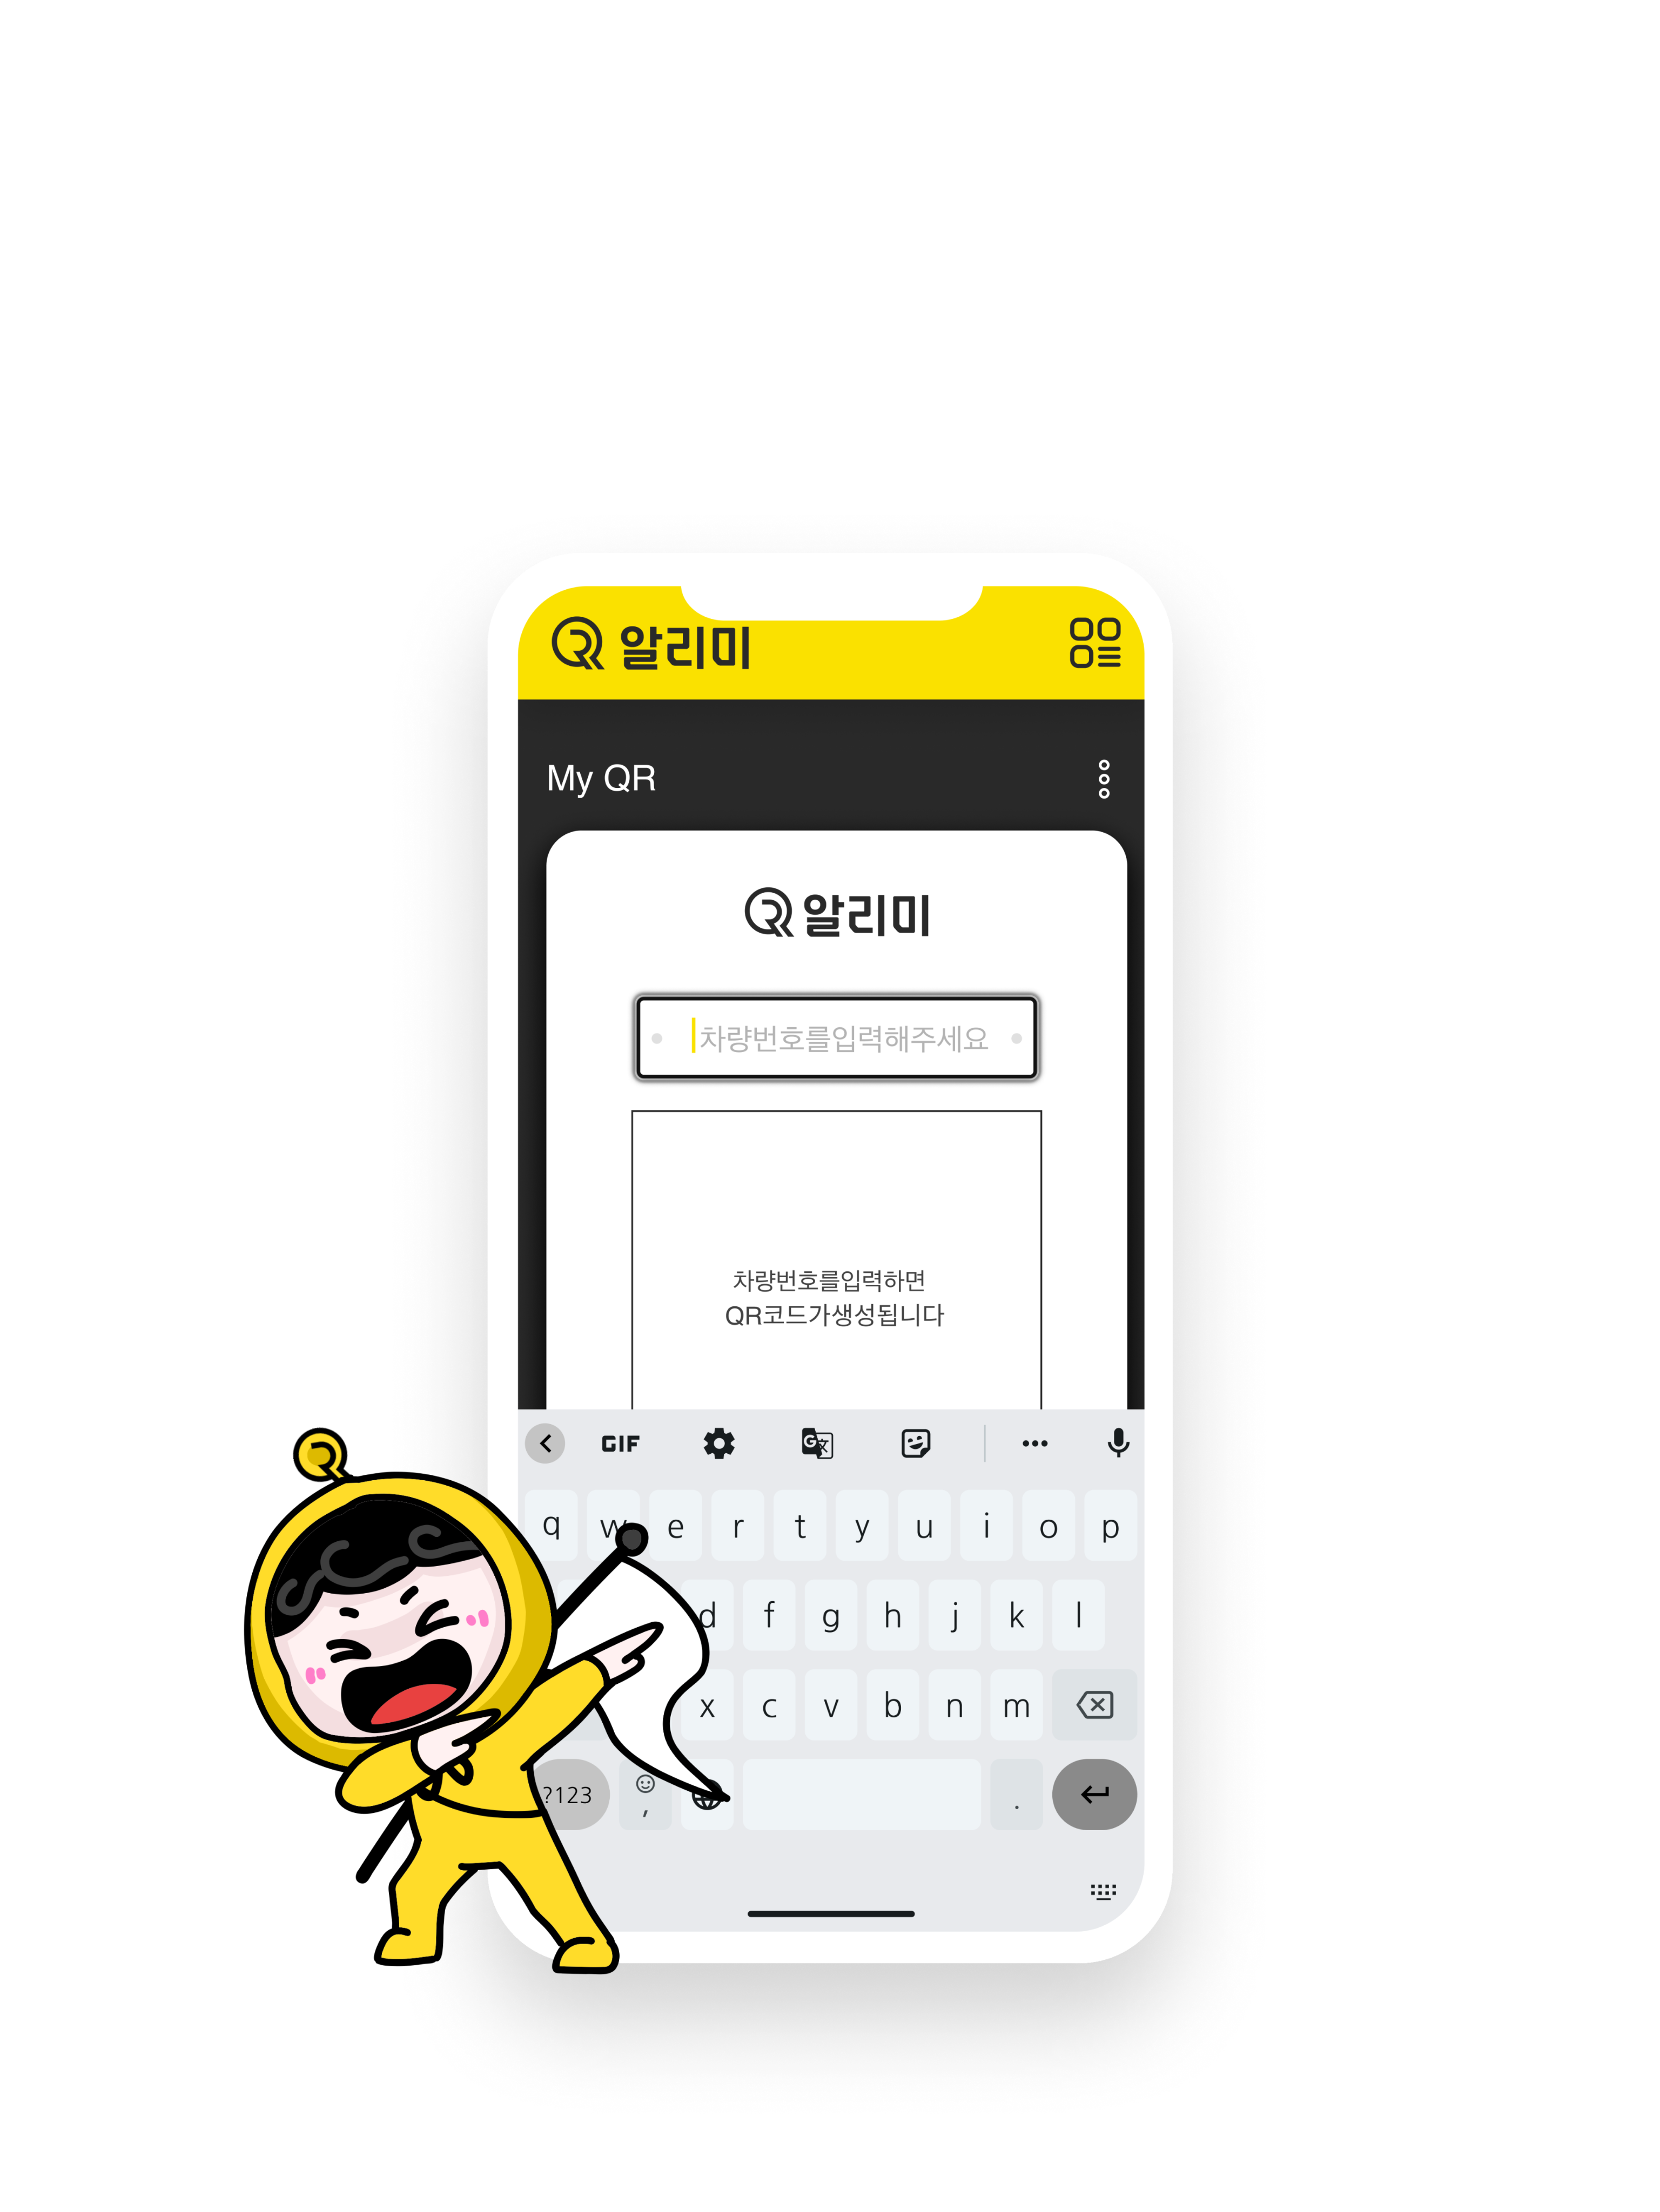 QR 알리미
My QR
QR 알리미
차량번호를입력해주세요
차량번호를입력하면
QR코드가생성됩니다
GIF
q w e r t y u i o p
d f g h j k l
x c v b n m
?123 , .